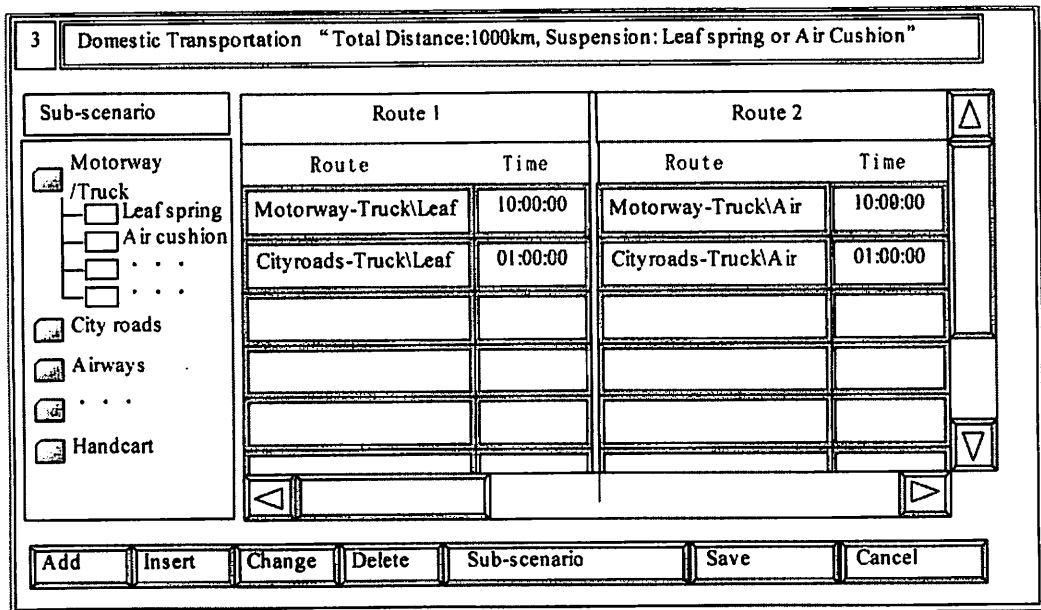 3
Domestic Transportation “Total Distance:1000km, Suspension: Leaf spring or Air Cushion”
Sub-scenario
Route 1
Route 2
Motorway
/Truck
Leaf spring
Air cushion
· · ·
· · ·
City roads
Airways
· · ·
Handcart
Route Time Route Time
Motorway-Truck\Leaf 10:00:00 Motorway-Truck\Air 10:00:00
Cityroads-Truck\Leaf 01:00:00 Cityroads-Truck\Air 01:00:00
Add Insert Change Delete Sub-scenario Save Cancel